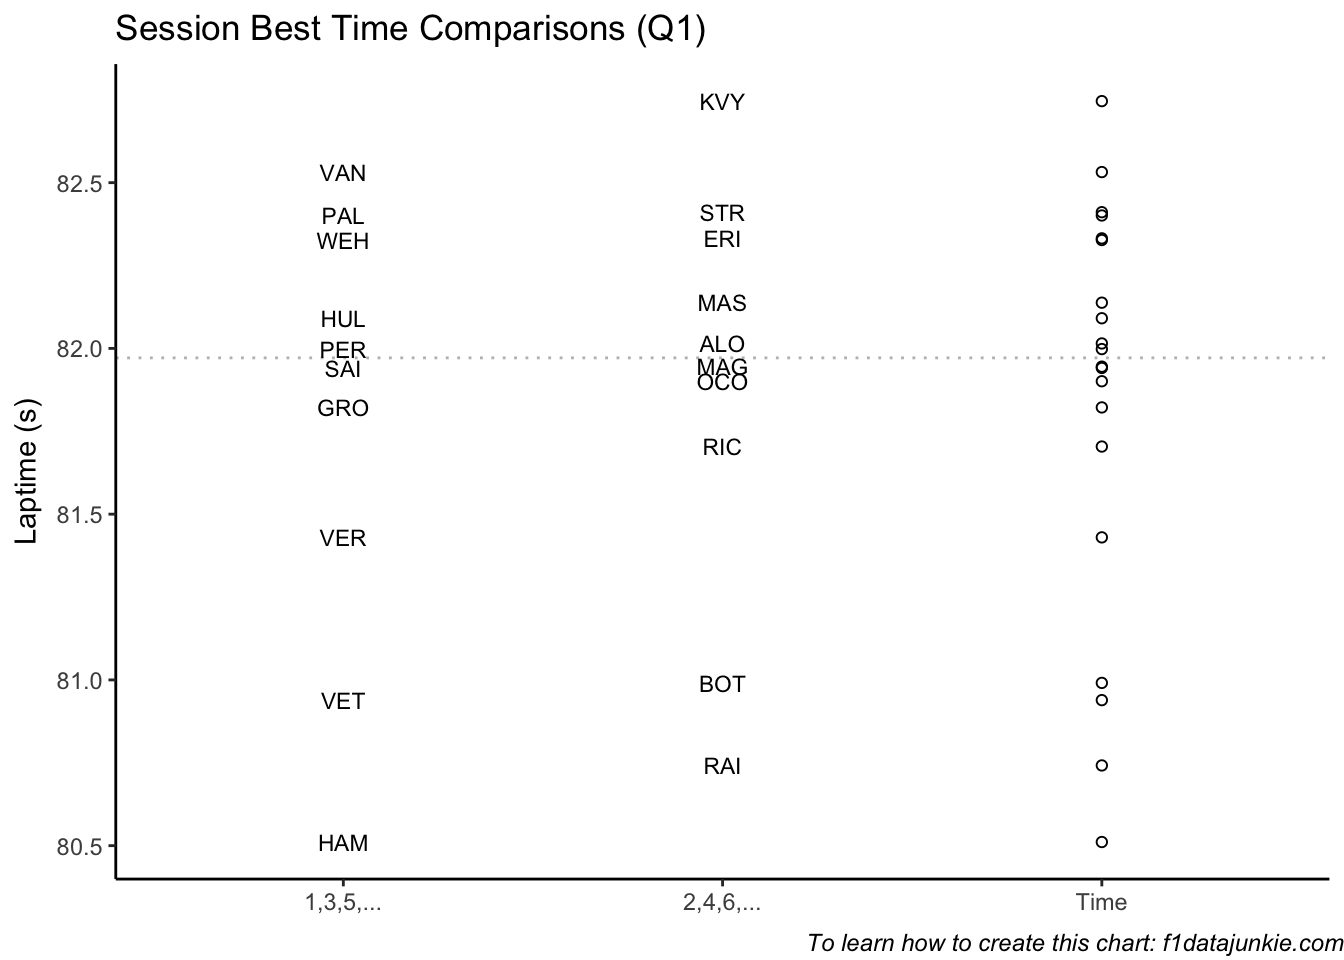 Session Best Time Comparisons (Q1)
KVY
VAN
82.5
PAL
STR
WEH
ERI
MAS
HUL
ALO
82.0
PER
MAG
SAI
OCO
GRO
RIC
Laptime (s)
81.5
VER
81.0
BOT
VET
RAI
80.5
HAM
1,3,5,...
2,4,6,...
Time
To learn how to create this chart: f1datajunkie.com